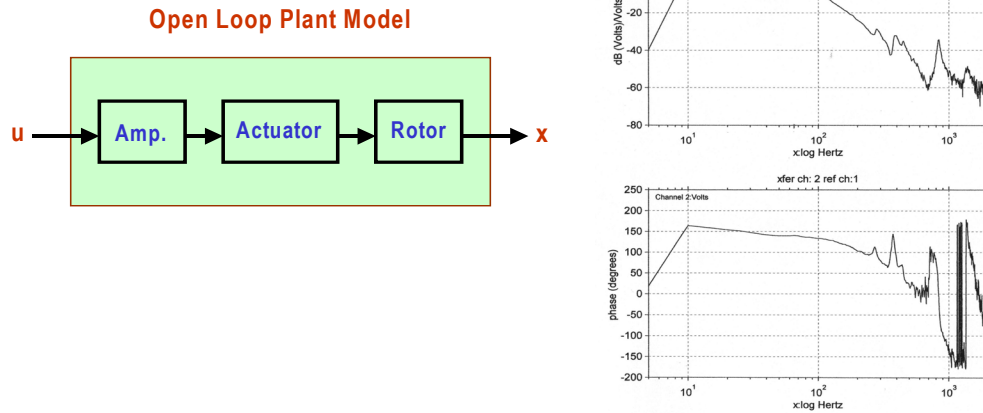 Open Loop Plant Model
u
Amp.
Actuator
Rotor
x
dB (Volts)/Volts
-20
-40
-60
-80
10¹
10²
10³
x:log Hertz
xfer ch: 2 ref ch:1
Channel 2:Volts
phase (degrees)
250
200
150
100
50
0
-50
-100
-150
-200
10¹
10²
10³
x:log Hertz